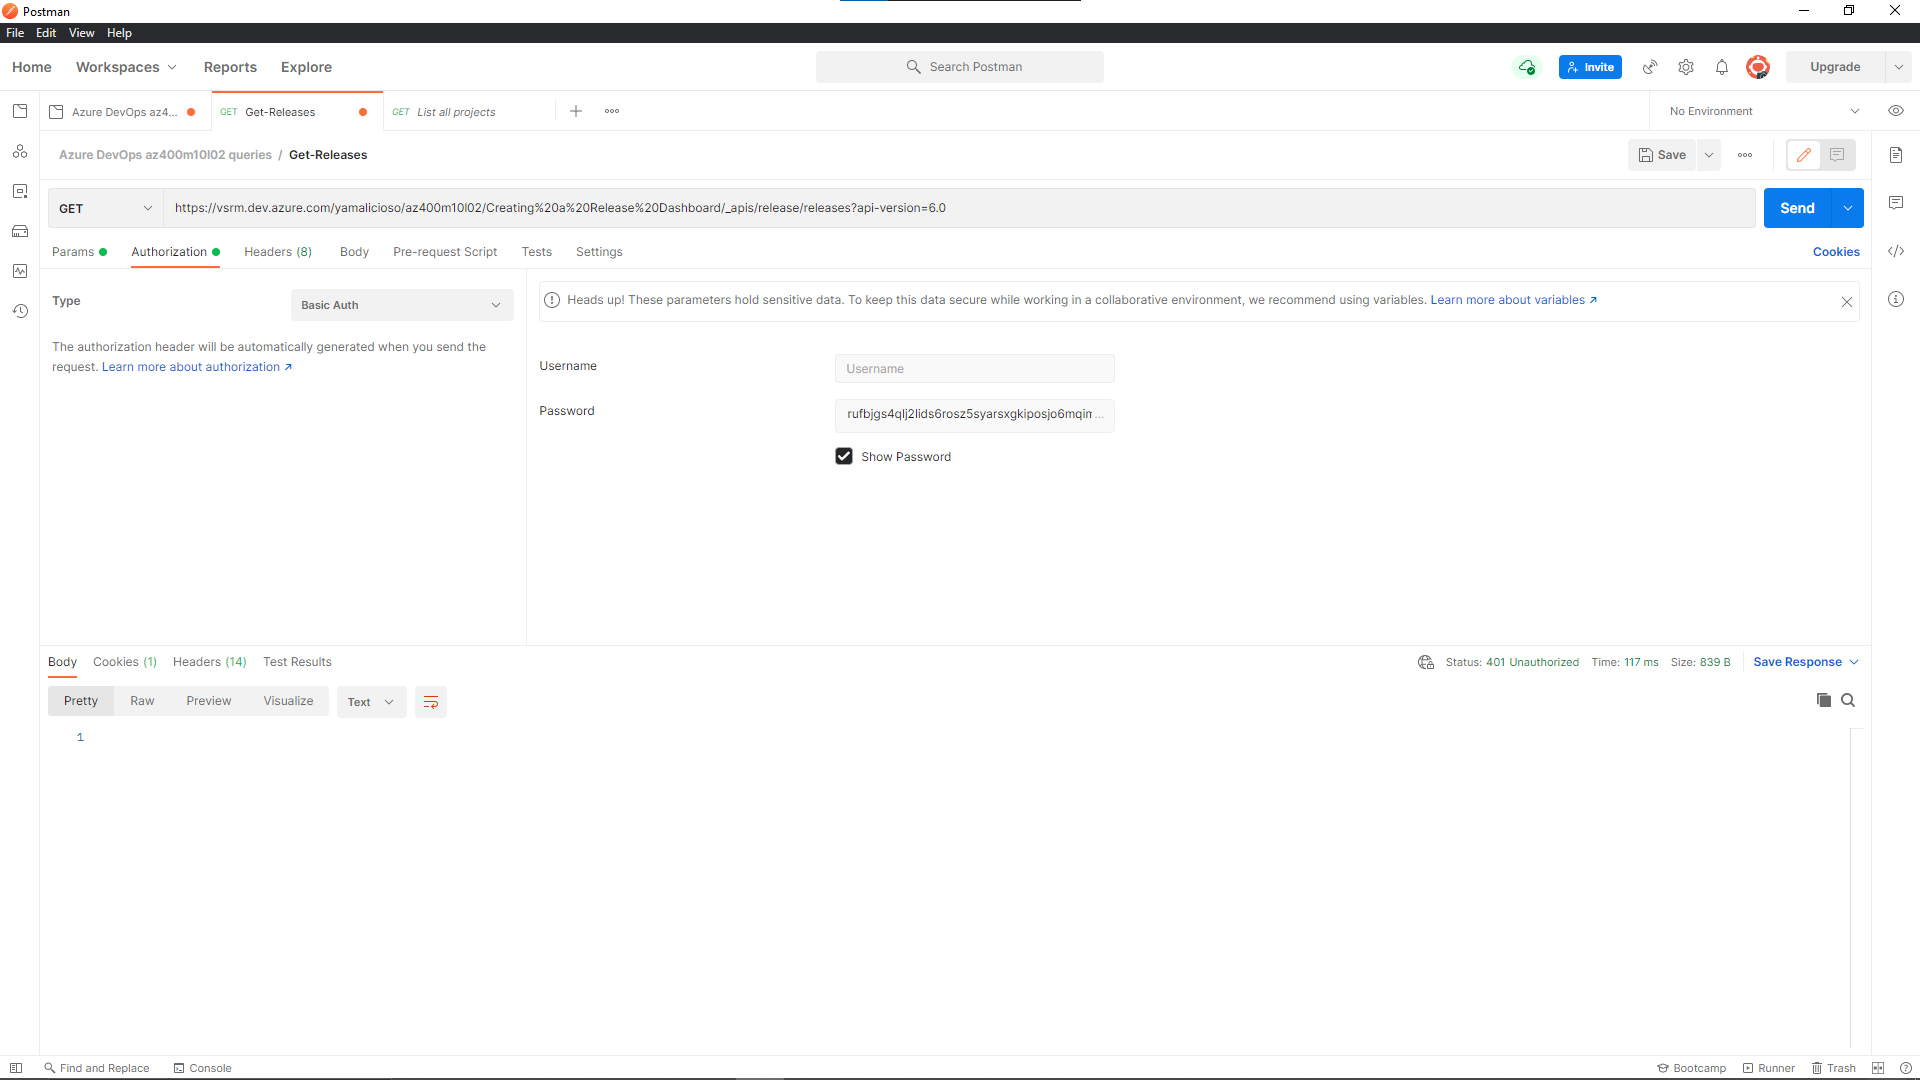 Postman
File Edit View Help
Home Workspaces Reports Explore Search Postman Invite Upgrade
Azure DevOps az4... GET Get-Releases GET List all projects No Environment
Azure DevOps az400m10l02 queries / Get-Releases Save
GET https://vsrm.dev.azure.com/yamalicioso/az400m10l02/Creating%20a%20Release%20Dashboard/_apis/release/releases?api-version=6.0 Send
Params Authorization Headers (8) Body Pre-request Script Tests Settings Cookies
Type Basic Auth
The authorization header will be automatically generated when you send the
request. Learn more about authorization ↗
Heads up! These parameters hold sensitive data. To keep this data secure while working in a collaborative environment, we recommend using variables. Learn more about variables ↗
Username Username
Password rufbjgs4qlj2lids6rosz5syarsxgkiposjo6mqim...
Show Password
Body Cookies (1) Headers (14) Test Results Status: 401 Unauthorized Time: 117 ms Size: 839 B Save Response
Pretty Raw Preview Visualize Text
1
Find and Replace Console Bootcamp Runner Trash